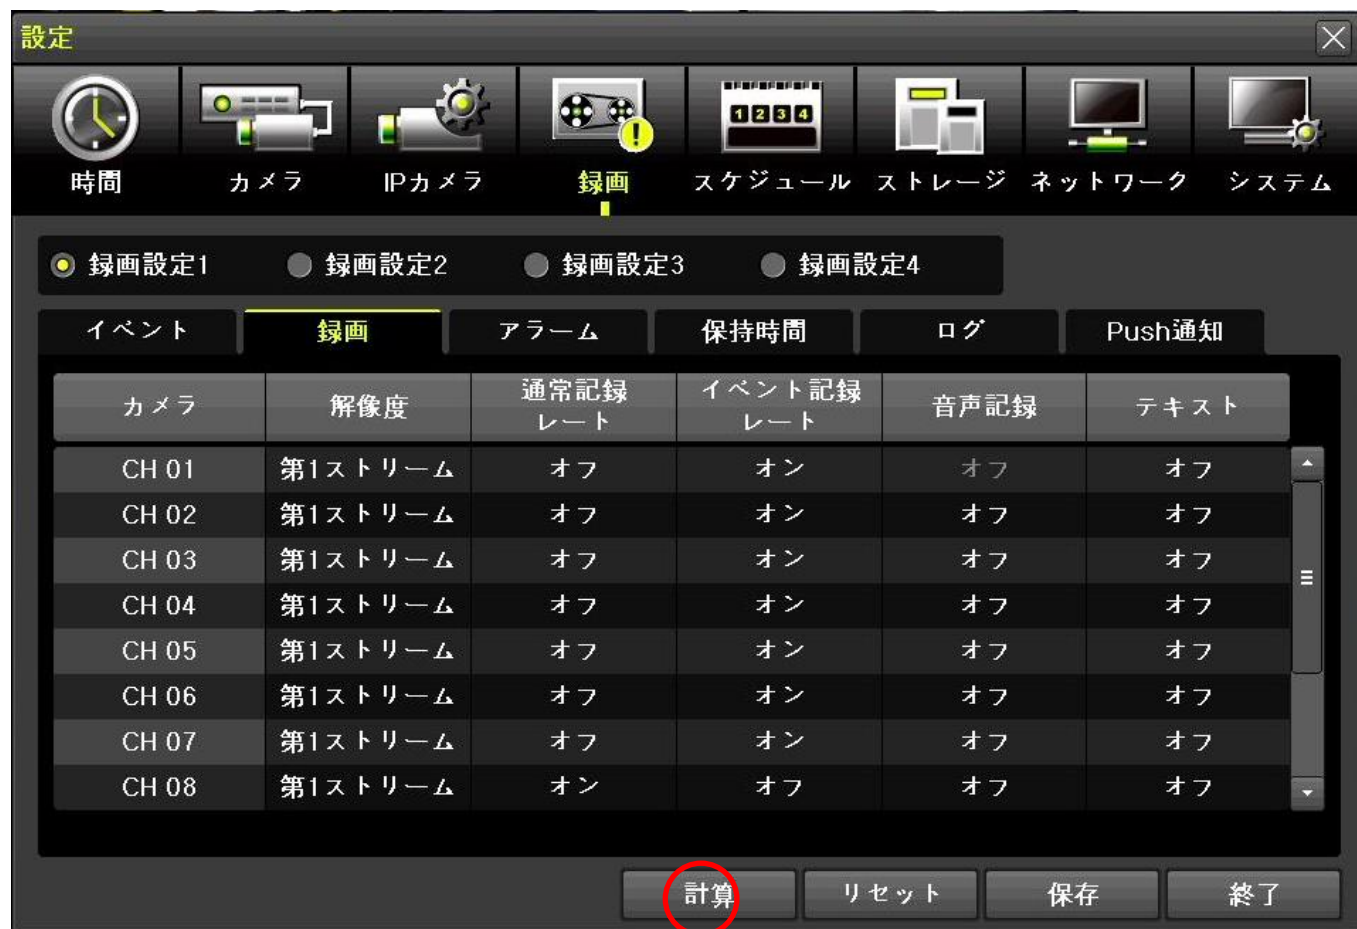 設定
時間 カメラ IPカメラ 録画 スケジュール ストレージ ネットワーク システム
1 2 3 4
録画設定1 録画設定2 録画設定3 録画設定4
イベント 録画 アラーム 保持時間 ログ Push通知
カメラ 解像度 通常記録レート イベント記録レート 音声記録 テキスト
CH 01 第1ストリーム オフ オン オフ オフ
CH 02 第1ストリーム オフ オン オフ オフ
CH 03 第1ストリーム オフ オン オフ オフ
CH 04 第1ストリーム オフ オン オフ オフ
CH 05 第1ストリーム オフ オン オフ オフ
CH 06 第1ストリーム オフ オン オフ オフ
CH 07 第1ストリーム オフ オン オフ オフ
CH 08 第1ストリーム オン オフ オフ オフ
計算 リセット 保存 終了